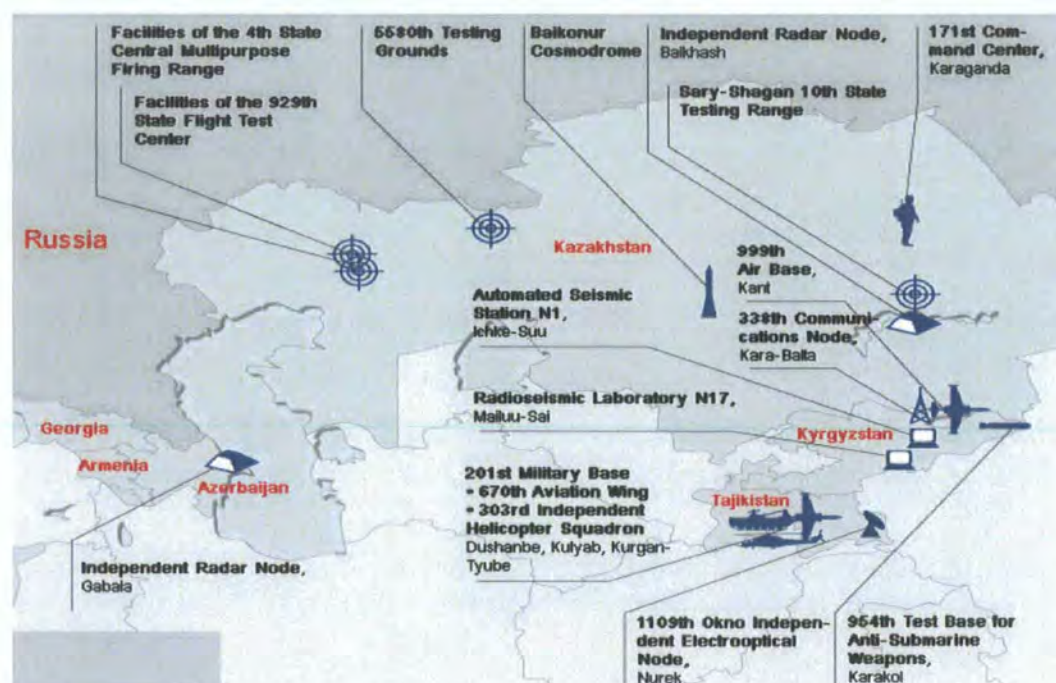 Facilities of the 4th State
Central Multipurpose
Firing Range
Facilities of the 929th
State Flight Test
Center
5580th Testing
Grounds
Baikonur
Cosmodrome
Independent Radar Node,
Balkhash
Sary-Shagan 10th State
Testing Range
171st Com-
mand Center,
Karaganda
Russia
Kazakhstan
999th
Air Base,
Kant
Automated Seismic
Station N1,
Ichke-Suu
338th Communi-
cations Node,
Kara-Balta
Radioseismic Laboratory N17,
Mailuu-Sai
Georgia
Armenia
Azerbaijan
Kyrgyzstan
201st Military Base
• 670th Aviation Wing
• 303rd Independent
Helicopter Squadron
Dushanbe, Kulyab, Kurgan-
Tyube
Tajikistan
Independent Radar Node,
Gabala
1109th Okno Indepen-
dent Electrooptical
Node,
Nurek
954th Test Base for
Anti-Submarine
Weapons,
Karakol